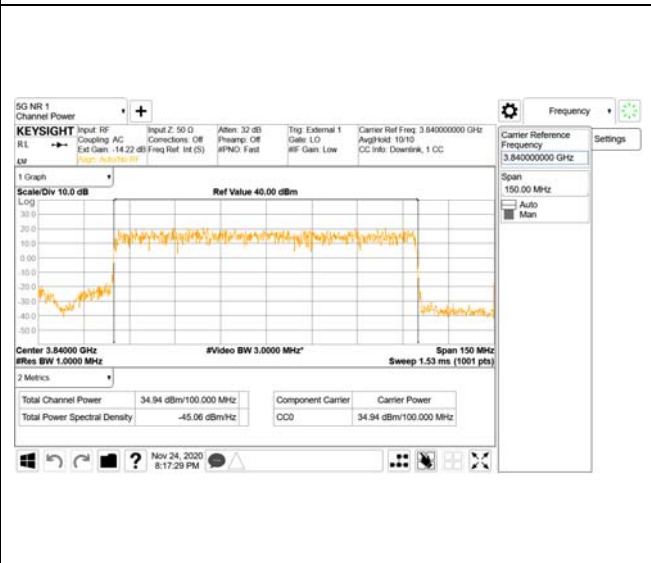 5G NR 1
Channel Power
Frequency
KEYSIGHT
RL
Input: RF
Coupling: AC
Ext Gain: -14.22 dB
Align: Auto/No RF
Input Z: 50 Ω
Corrections: Off
Freq Ref: Int (S)
Atten: 32 dB
Preamp: Off
#PNO: Fast
Trig: External 1
Gate: LO
#IF Gain: Low
Carrier Ref Freq: 3.840000000 GHz
Avg|Hold: 10/10
CC Info: Downlink, 1 CC
Carrier Reference
Frequency
3.840000000 GHz
Settings
Span
150.00 MHz
Auto
Man
1 Graph
Scale/Div 10.0 dB
Ref Value 40.00 dBm
Log
30.0
20.0
10.0
0.00
-10.0
-20.0
-30.0
-40.0
-50.0
Center 3.84000 GHz
#Video BW 3.0000 MHz*
Span 150 MHz
#Res BW 1.0000 MHz
Sweep 1.53 ms (1001 pts)
2 Metrics
Total Channel Power 34.94 dBm/100.000 MHz
Total Power Spectral Density -45.06 dBm/Hz
Component Carrier Carrier Power
CC0 34.94 dBm/100.000 MHz
?
Nov 24, 2020
8:17:29 PM